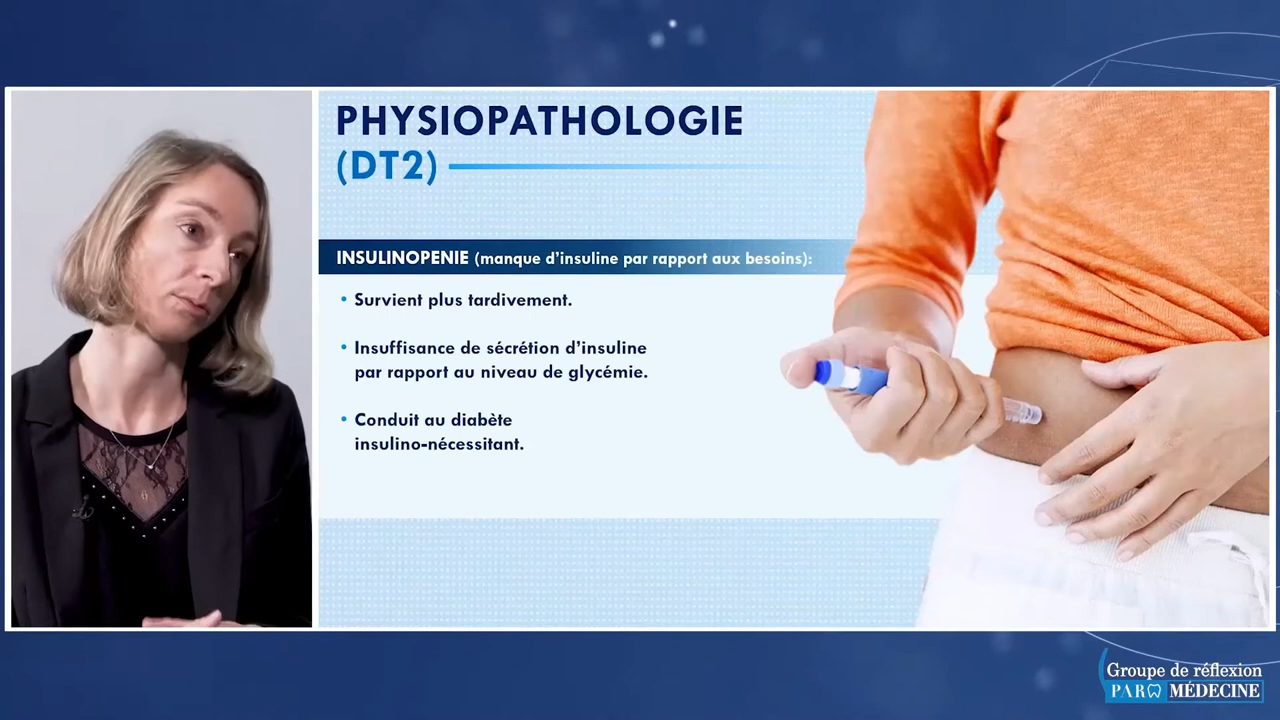 PHYSIOPATHOLOGIE
(DT2)
INSULINOPENIE (manque d’insuline par rapport aux besoins):
• Survient plus tardivement.
• Insuffisance de sécrétion d’insuline
par rapport au niveau de glycémie.
• Conduit au diabète
insulino-nécessitant.
Groupe de réflexion
PARO MÉDECINE